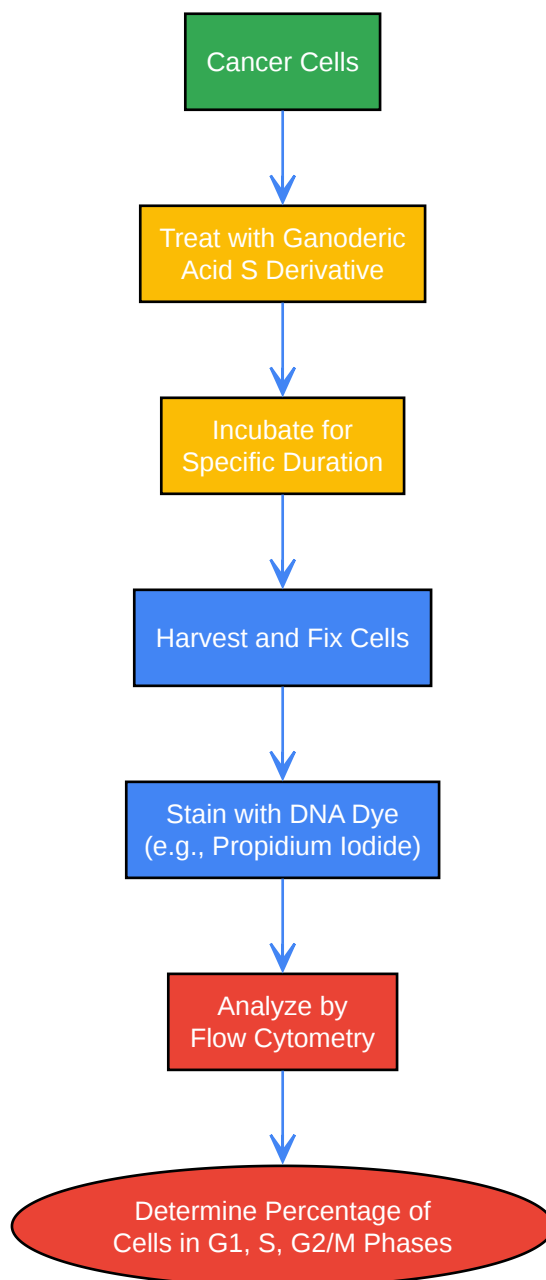 Cancer Cells
Treat with Ganoderic
Acid S Derivative
Incubate for
Specific Duration
Harvest and Fix Cells
Stain with DNA Dye
(e.g., Propidium Iodide)
Analyze by
Flow Cytometry
Determine Percentage of
Cells in G1, S, G2/M Phases